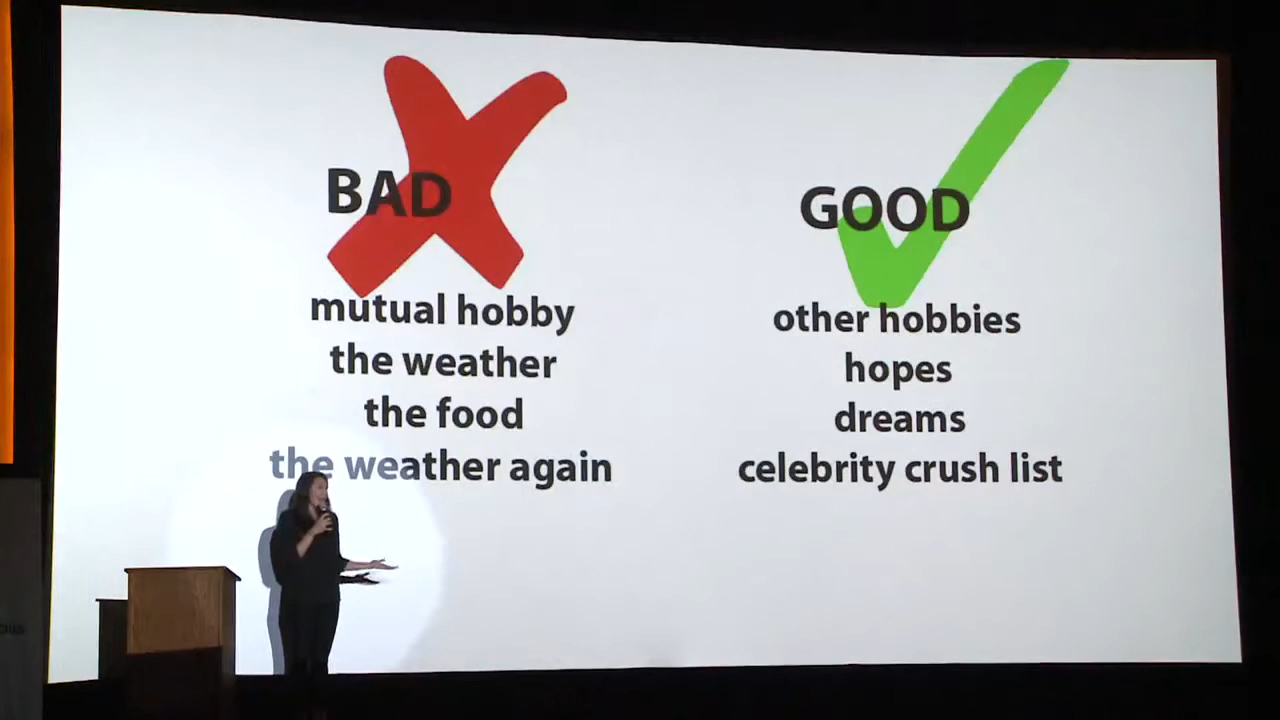 BAD
mutual hobby
the weather
the food
the weather again
GOOD
other hobbies
hopes
dreams
celebrity crush list